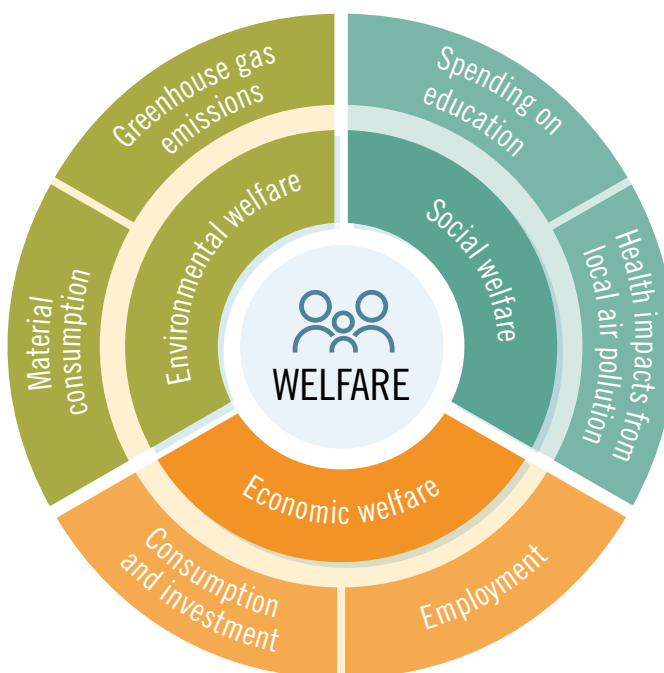 Greenhouse gas
emissions
Spending on
education
Environmental welfare
Social welfare
Material
consumption
Health impacts from
local air pollution
WELFARE
Economic welfare
Consumption
and investment
Employment